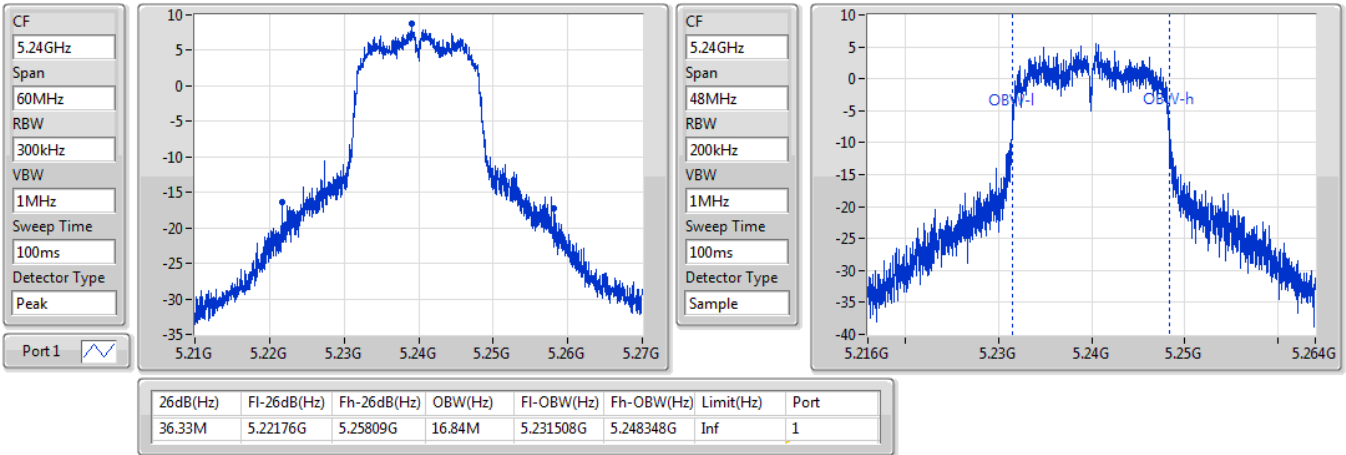 CF
5.24GHz
Span
60MHz
RBW
300kHz
VBW
1MHz
Sweep Time
100ms
Detector Type
Peak
Port 1
10
5
0
-5
-10
-15
-20
-25
-30
-35
5.21G 5.22G 5.23G 5.24G 5.25G 5.26G 5.27G
CF
5.24GHz
Span
48MHz
RBW
200kHz
VBW
1MHz
Sweep Time
100ms
Detector Type
Sample
10
5
0
-5
-10
-15
-20
-25
-30
-35
-40
OBW-l OBW-h
5.216G 5.23G 5.24G 5.25G 5.264G
26dB(Hz) Fl-26dB(Hz) Fh-26dB(Hz) OBW(Hz) Fl-OBW(Hz) Fh-OBW(Hz) Limit(Hz) Port
36.33M 5.22176G 5.25809G 16.84M 5.231508G 5.248348G Inf 1